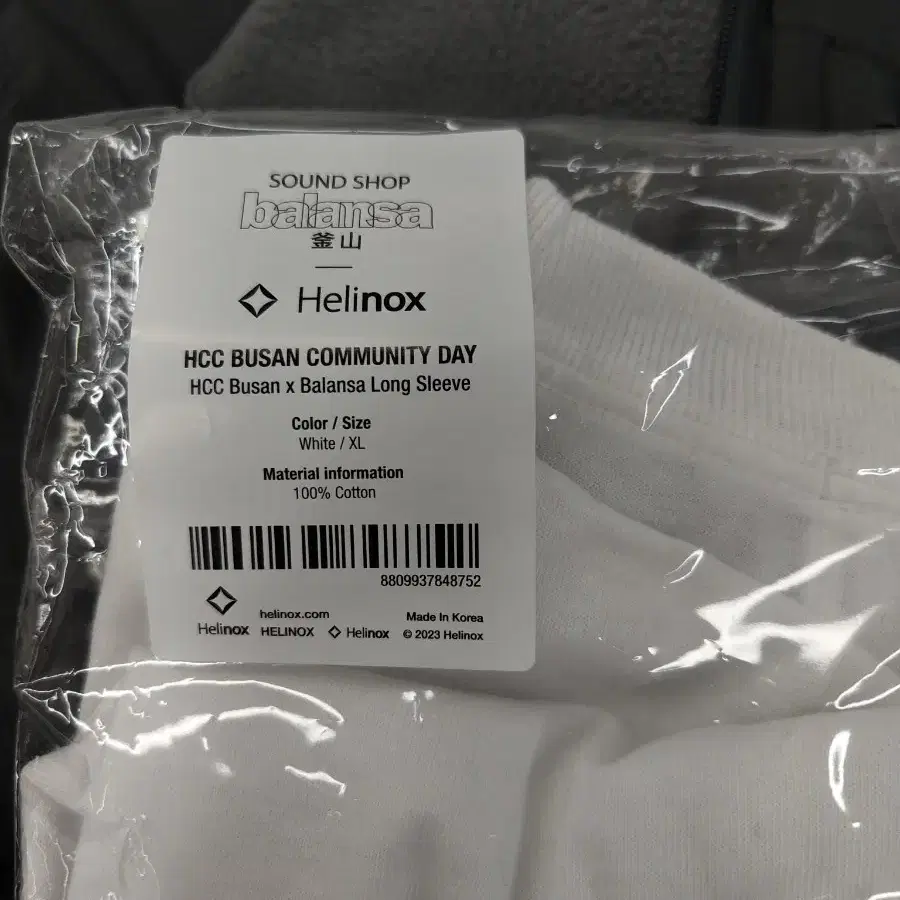 SOUND SHOP
balansa
釜山
Helinox
HCC BUSAN COMMUNITY DAY
HCC Busan x Balansa Long Sleeve
Color / Size
White / XL
Material information
100% Cotton
8809937848752
helinox.com Made In Korea
Helinox HELINOX Helinox © 2023 Helinox